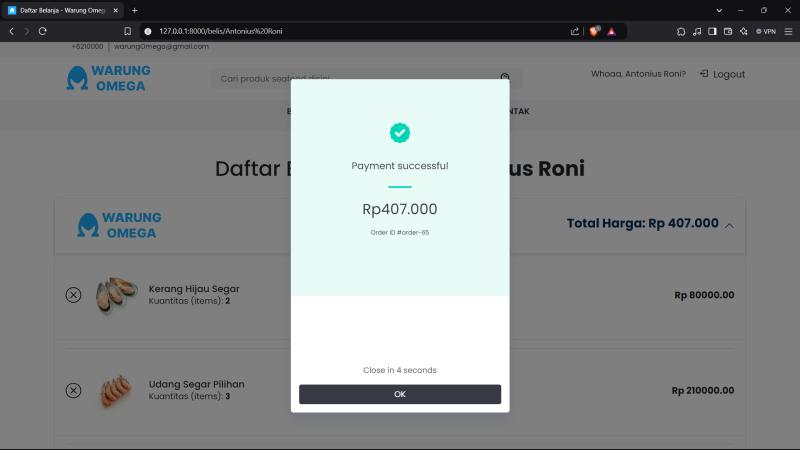 Daftar Belanja - Warung Omeg
127.0.0.1:8000/belis/Antonius%20Roni
VPN
+6210000 | warungOmega@gmail.com
WARUNG
OMEGA
Cari produk seafood disini
Whoaa, Antonius Roni?
Logout
B
NTAK
Daftar B
us Roni
WARUNG
OMEGA
Total Harga: Rp 407.000
Payment successful
Rp407.000
Order ID #order-65
Kerang Hijau Segar
Kuantitas (items): 2
Rp 80000.00
Close in 4 seconds
Udang Segar Pilihan
Kuantitas (items): 3
Rp 210000.00
OK